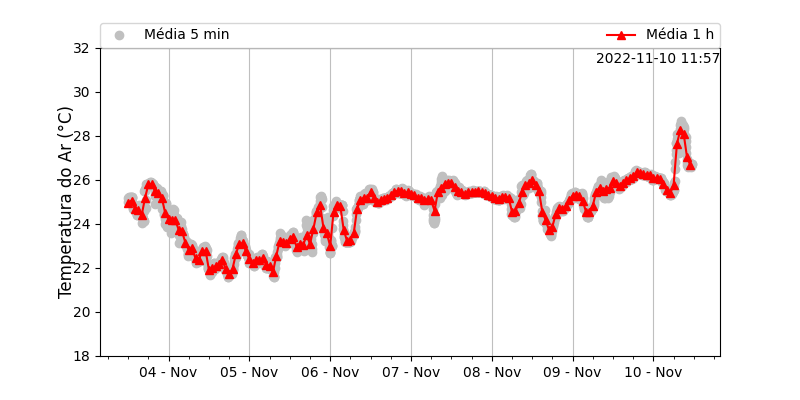 Média 5 min
Média 1 h
2022-11-10 11:57
Temperatura do Ar (°C)
32
30
28
26
24
22
20
18
04 - Nov
05 - Nov
06 - Nov
07 - Nov
08 - Nov
09 - Nov
10 - Nov